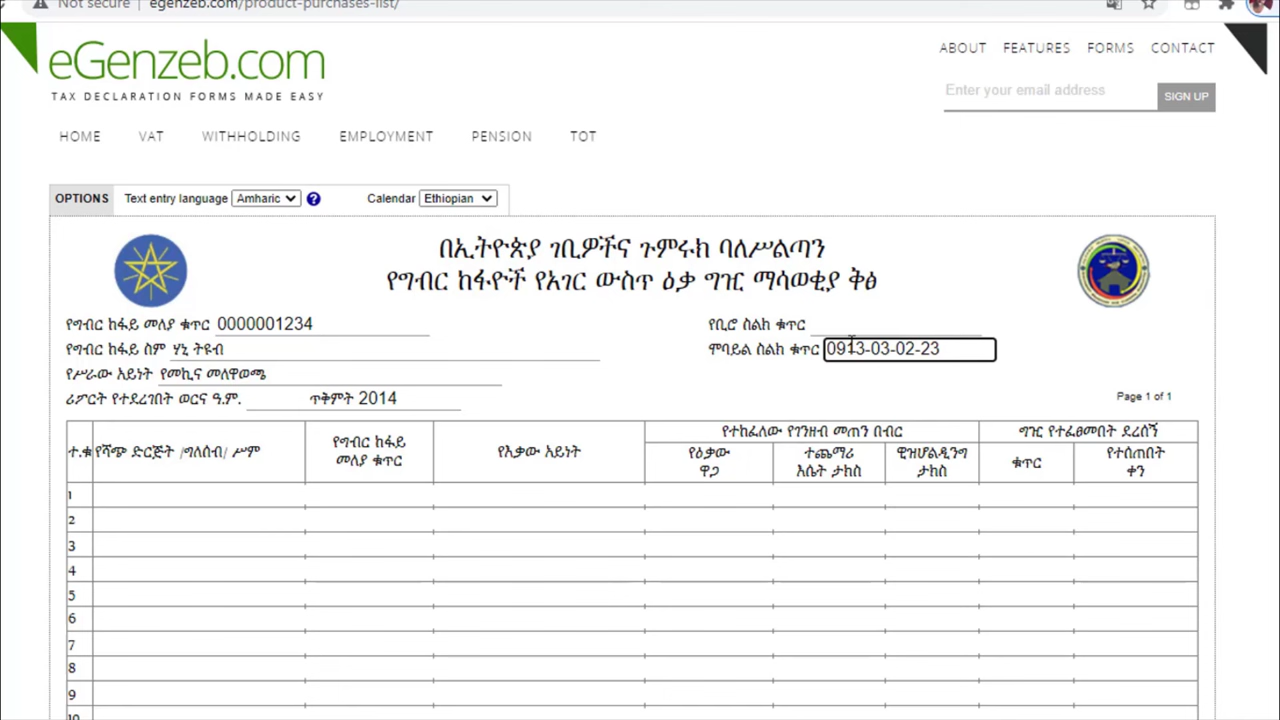 Not secure | egenzeb.com/product-purchases-list/
eGenzeb.com
TAX DECLARATION FORMS MADE EASY
ABOUT FEATURES FORMS CONTACT
Enter your email address SIGN UP
HOME VAT WITHHOLDING EMPLOYMENT PENSION TOT
OPTIONS Text entry language Amharic ? Calendar Ethiopian
በኢትዮጵያ ገቢዎችና ጉምሩክ ባለሥልጣን
የግብር ከፋዮች የአገር ውስጥ ዕቃ ግዢ ማሳወቂያ ቅፅ
የግብር ከፋይ መለያ ቁጥር 0000001234
የግብር ከፋይ ስም ሃኒ ትዩብ
የሥራው አይነት የመኪና መለዋወጫ
ሪፖርት የተደረገበት ወርና ዓ.ም. ጥቅምት 2014
የቢሮ ስልክ ቁጥር
ሞባይል ስልክ ቁጥር 0913-03-02-23
Page 1 of 1
ተ.ቁ
የሻጭ ድርጅት /ግለሰብ/ ሥም
የግብር ከፋይ
መለያ ቁጥር
የእቃው አይነት
የተከፈለው የገንዘብ መጠን በብር
የዕቃው
ዋጋ
ተጨማሪ
እሴት ታክስ
ዊዝሆልዲንግ
ታክስ
ግዢ የተፈፀመበት ደረሰኝ
ቁጥር
የተሰጠበት
ቀን
1
2
3
4
5
6
7
8
9
10